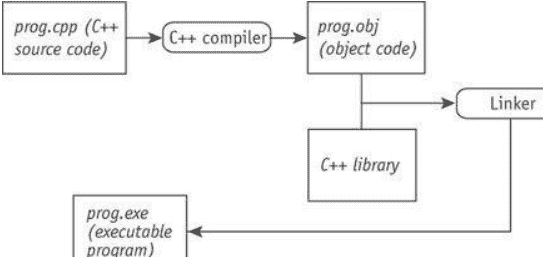 prog.cpp (C++
source code)
C++ compiler
prog.obj
(object code)
Linker
C++ library
prog.exe
(executable
program)